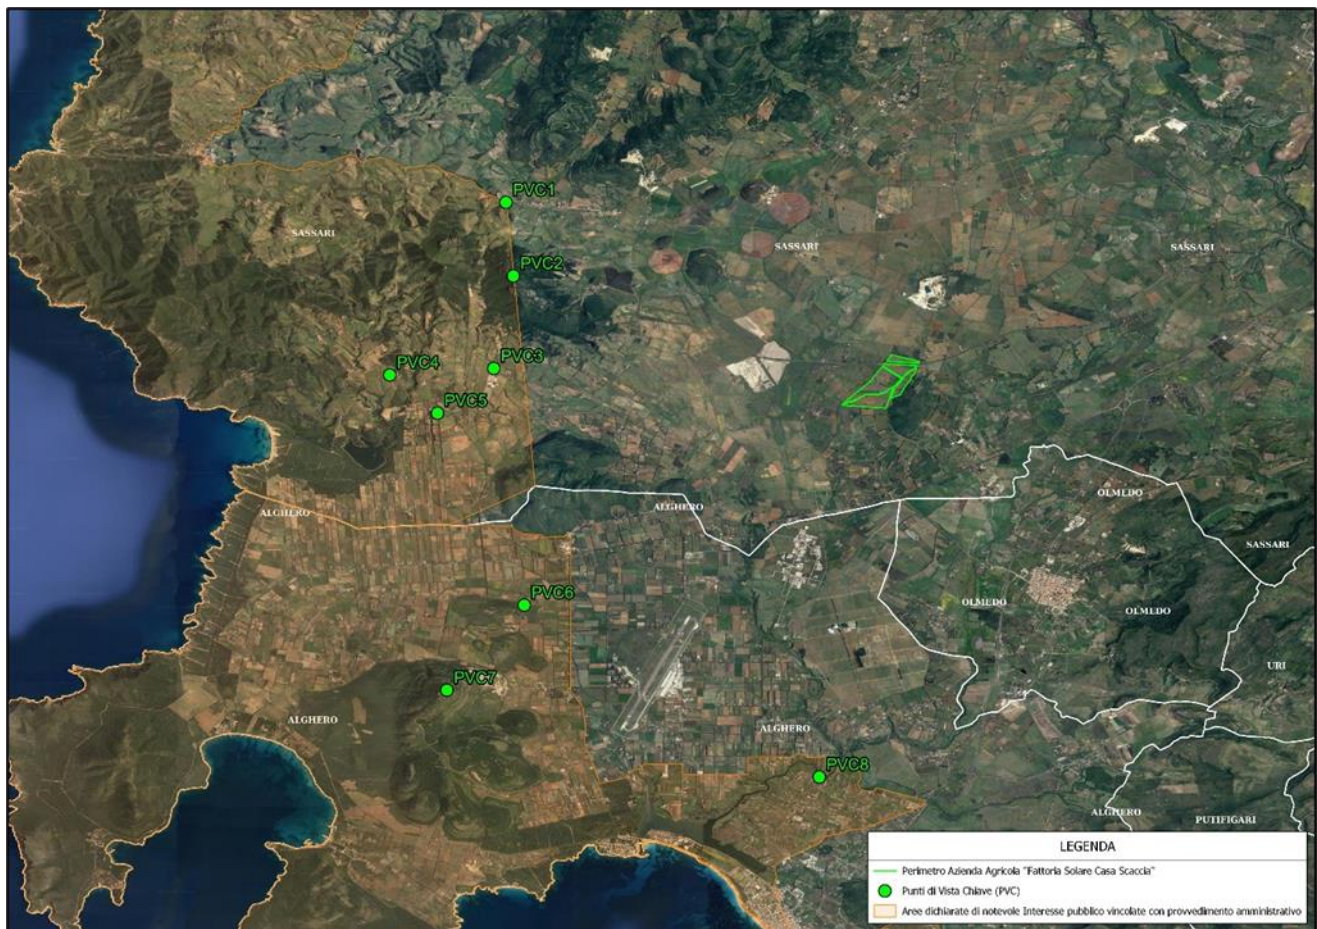 PVC1
SASSARI
SASSARI
SASSARI
PVC2
PVC3
PVC4
PVC5
OLMEDO
ALGHERO
ALGHERO
SASSARI
PVC6
OLMEDO
OLMEDO
URI
PVC7
ALGHERO
ALGHERO
PVC8
ALGHERO
PUTIFIGARI
LEGENDA
Perimetro Azienda Agricola "Fattoria Solare Casa Scaccia"
Punti di Vista Chiave (PVC)
Aree dichiarate di notevole Interesse pubblico vincolate con provvedimento amministrativo